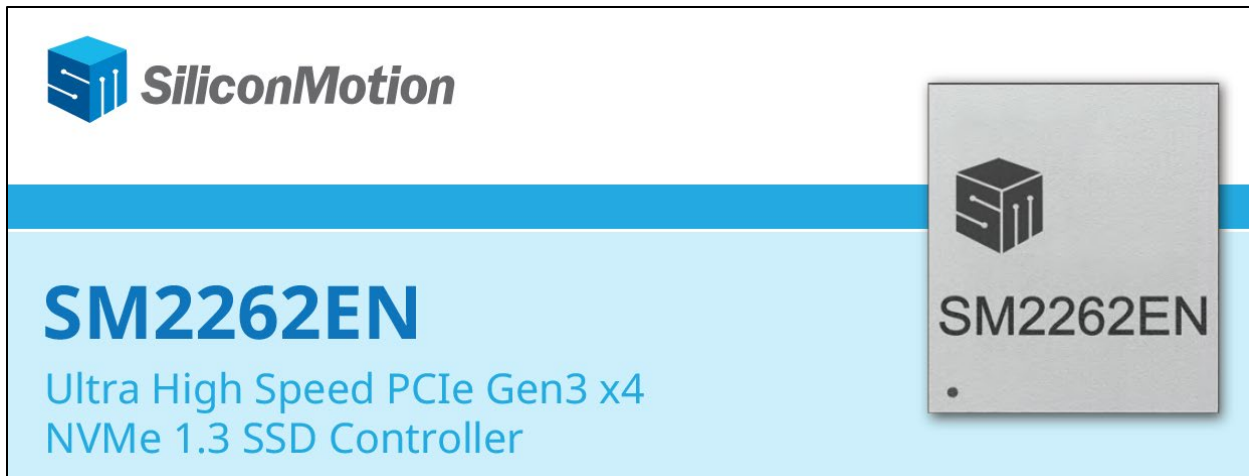 SiliconMotion
SM2262EN
SM2262EN
Ultra High Speed PCIe Gen3 x4
NVMe 1.3 SSD Controller